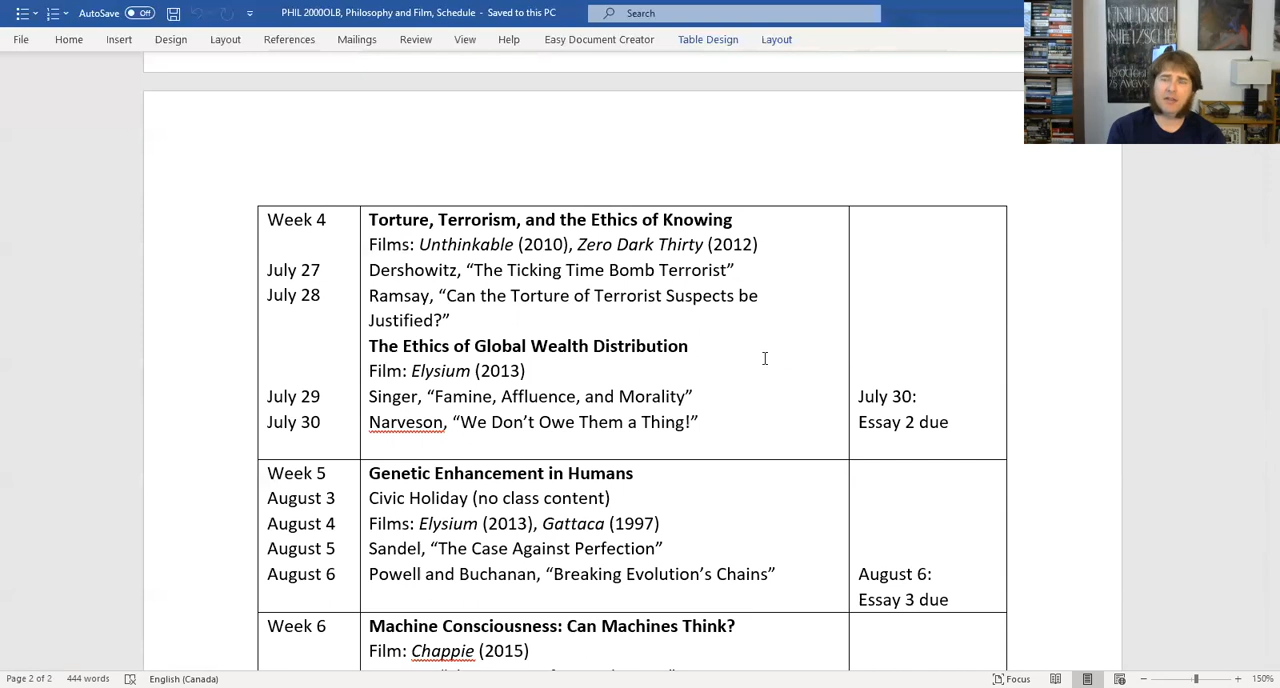 AutoSave Off PHIL 2000OLB, Philosophy and Film, Schedule - Saved to this PC Search
File Home Insert Design Layout References Review View Help Easy Document Creator Table Design Layout
FRIEDRICH
NIETZSCHE
Week 4 Torture, Terrorism, and the Ethics of Knowing
Films: Unthinkable (2010), Zero Dark Thirty (2012)
July 27 Dershowitz, “The Ticking Time Bomb Terrorist”
July 28 Ramsay, “Can the Torture of Terrorist Suspects be
Justified?”
The Ethics of Global Wealth Distribution
Film: Elysium (2013)
July 29 Singer, “Famine, Affluence, and Morality” July 30:
July 30 Narveson, “We Don’t Owe Them a Thing!” Essay 2 due
Week 5 Genetic Enhancement in Humans
August 3 Civic Holiday (no class content)
August 4 Films: Elysium (2013), Gattaca (1997)
August 5 Sandel, “The Case Against Perfection”
August 6 Powell and Buchanan, “Breaking Evolution’s Chains” August 6:
Essay 3 due
Week 6 Machine Consciousness: Can Machines Think?
Film: Chappie (2015)
Page 2 of 2 444 words English (Canada) Focus 150%